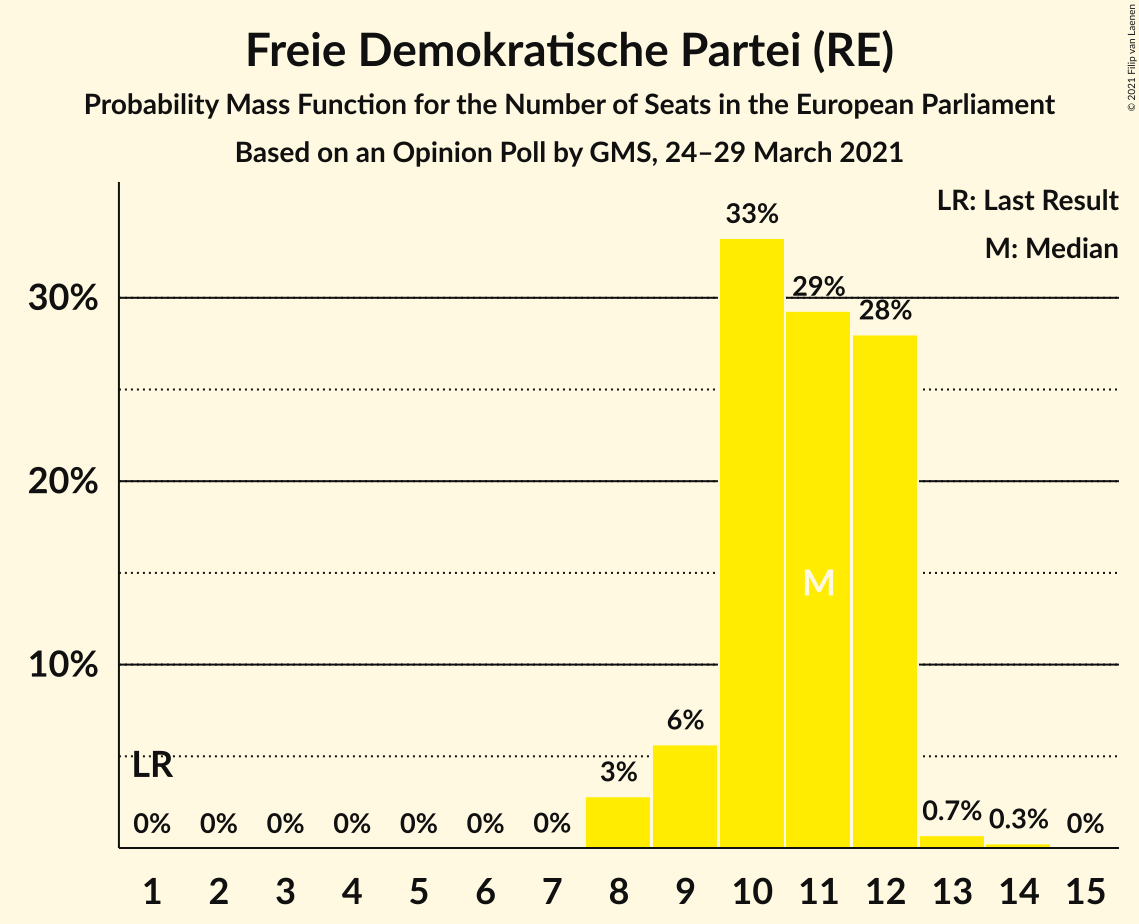 Freie Demokratische Partei (RE)
Probability Mass Function for the Number of Seats in the European Parliament
Based on an Opinion Poll by GMS, 24–29 March 2021
© 2021 Filip van Laenen
LR: Last Result
M: Median
33%
30%
29%
28%
20%
M
10%
6%
LR
3%
0% 0% 0% 0% 0% 0% 0% 0.7% 0.3% 0%
1 2 3 4 5 6 7 8 9 10 11 12 13 14 15